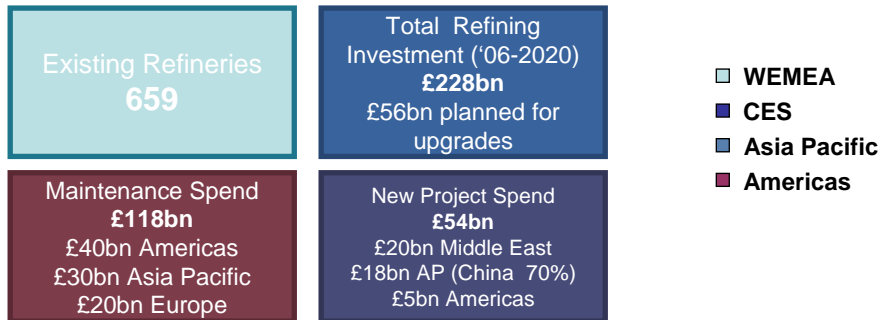 Existing Refineries
659
Total Refining
Investment (‘06-2020)
£228bn
£56bn planned for
upgrades
Maintenance Spend
£118bn
£40bn Americas
£30bn Asia Pacific
£20bn Europe
New Project Spend
£54bn
£20bn Middle East
£18bn AP (China 70%)
£5bn Americas
WEMEA
CES
Asia Pacific
Americas